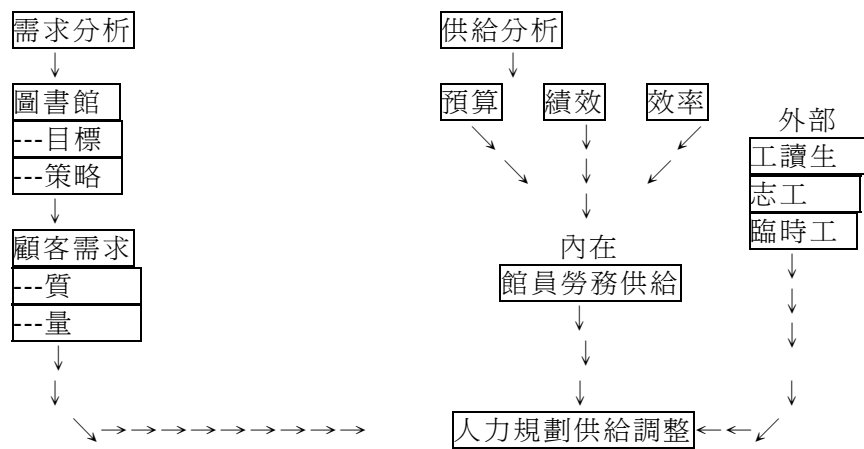 需求分析
圖書館
---目標
---策略
顧客需求
---質
---量
供給分析
預算 績效 效率
內在
館員勞務供給
外部
工讀生
志工
臨時工
人力規劃供給調整